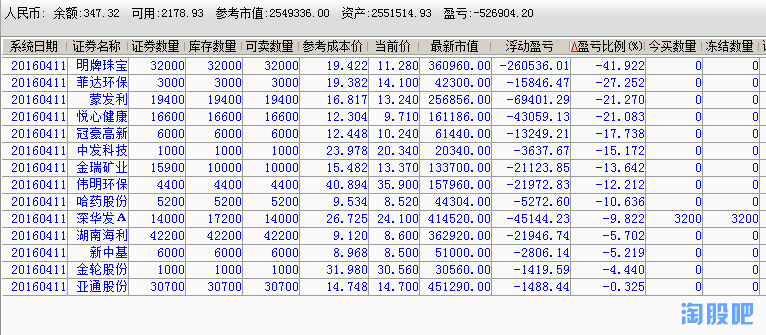 人民币: 余额:347.32 可用:2178.93 参考市值:2549336.00 资产:2551514.93 盈亏:-526904.20
系统日期 证券名称 证券数量 库存数量 可卖数量 参考成本价 当前价 最新市值 浮动盈亏 △盈亏比例(%) 今买数量 冻结数量
20160411 明牌珠宝 32000 32000 32000 19.422 11.280 360960.00 -260536.01 -41.922 0 0
20160411 菲达环保 3000 3000 3000 19.382 14.100 42300.00 -15846.47 -27.252 0 0
20160411 蒙发利 19400 19400 19400 16.817 13.240 256856.00 -69401.29 -21.270 0 0
20160411 悦心健康 16600 16600 16600 12.304 9.710 161186.00 -43059.13 -21.083 0 0
20160411 冠豪高新 6000 6000 6000 12.448 10.240 61440.00 -13249.21 -17.738 0 0
20160411 中发科技 1000 1000 1000 23.978 20.340 20340.00 -3637.67 -15.172 0 0
20160411 金瑞矿业 15900 10000 10000 15.482 13.370 133700.00 -21123.85 -13.642 0 0
20160411 伟明环保 4400 4400 4400 40.894 35.900 157960.00 -21972.83 -12.212 0 0
20160411 哈药股份 5200 5200 5200 9.534 8.520 44304.00 -5272.60 -10.636 0 0
20160411 深华发A 14000 17200 14000 26.725 24.100 414520.00 -45144.23 -9.822 3200 3200
20160411 湖南海利 42200 42200 42200 9.120 8.600 362920.00 -21946.74 -5.702 0 0
20160411 新中基 6000 6000 6000 8.968 8.500 51000.00 -2806.14 -5.219 0 0
20160411 金轮股份 1000 1000 1000 31.980 30.560 30560.00 -1419.59 -4.440 0 0
20160411 亚通股份 30700 30700 30700 14.748 14.700 451290.00 -1488.44 -0.325 0 0
淘股吧